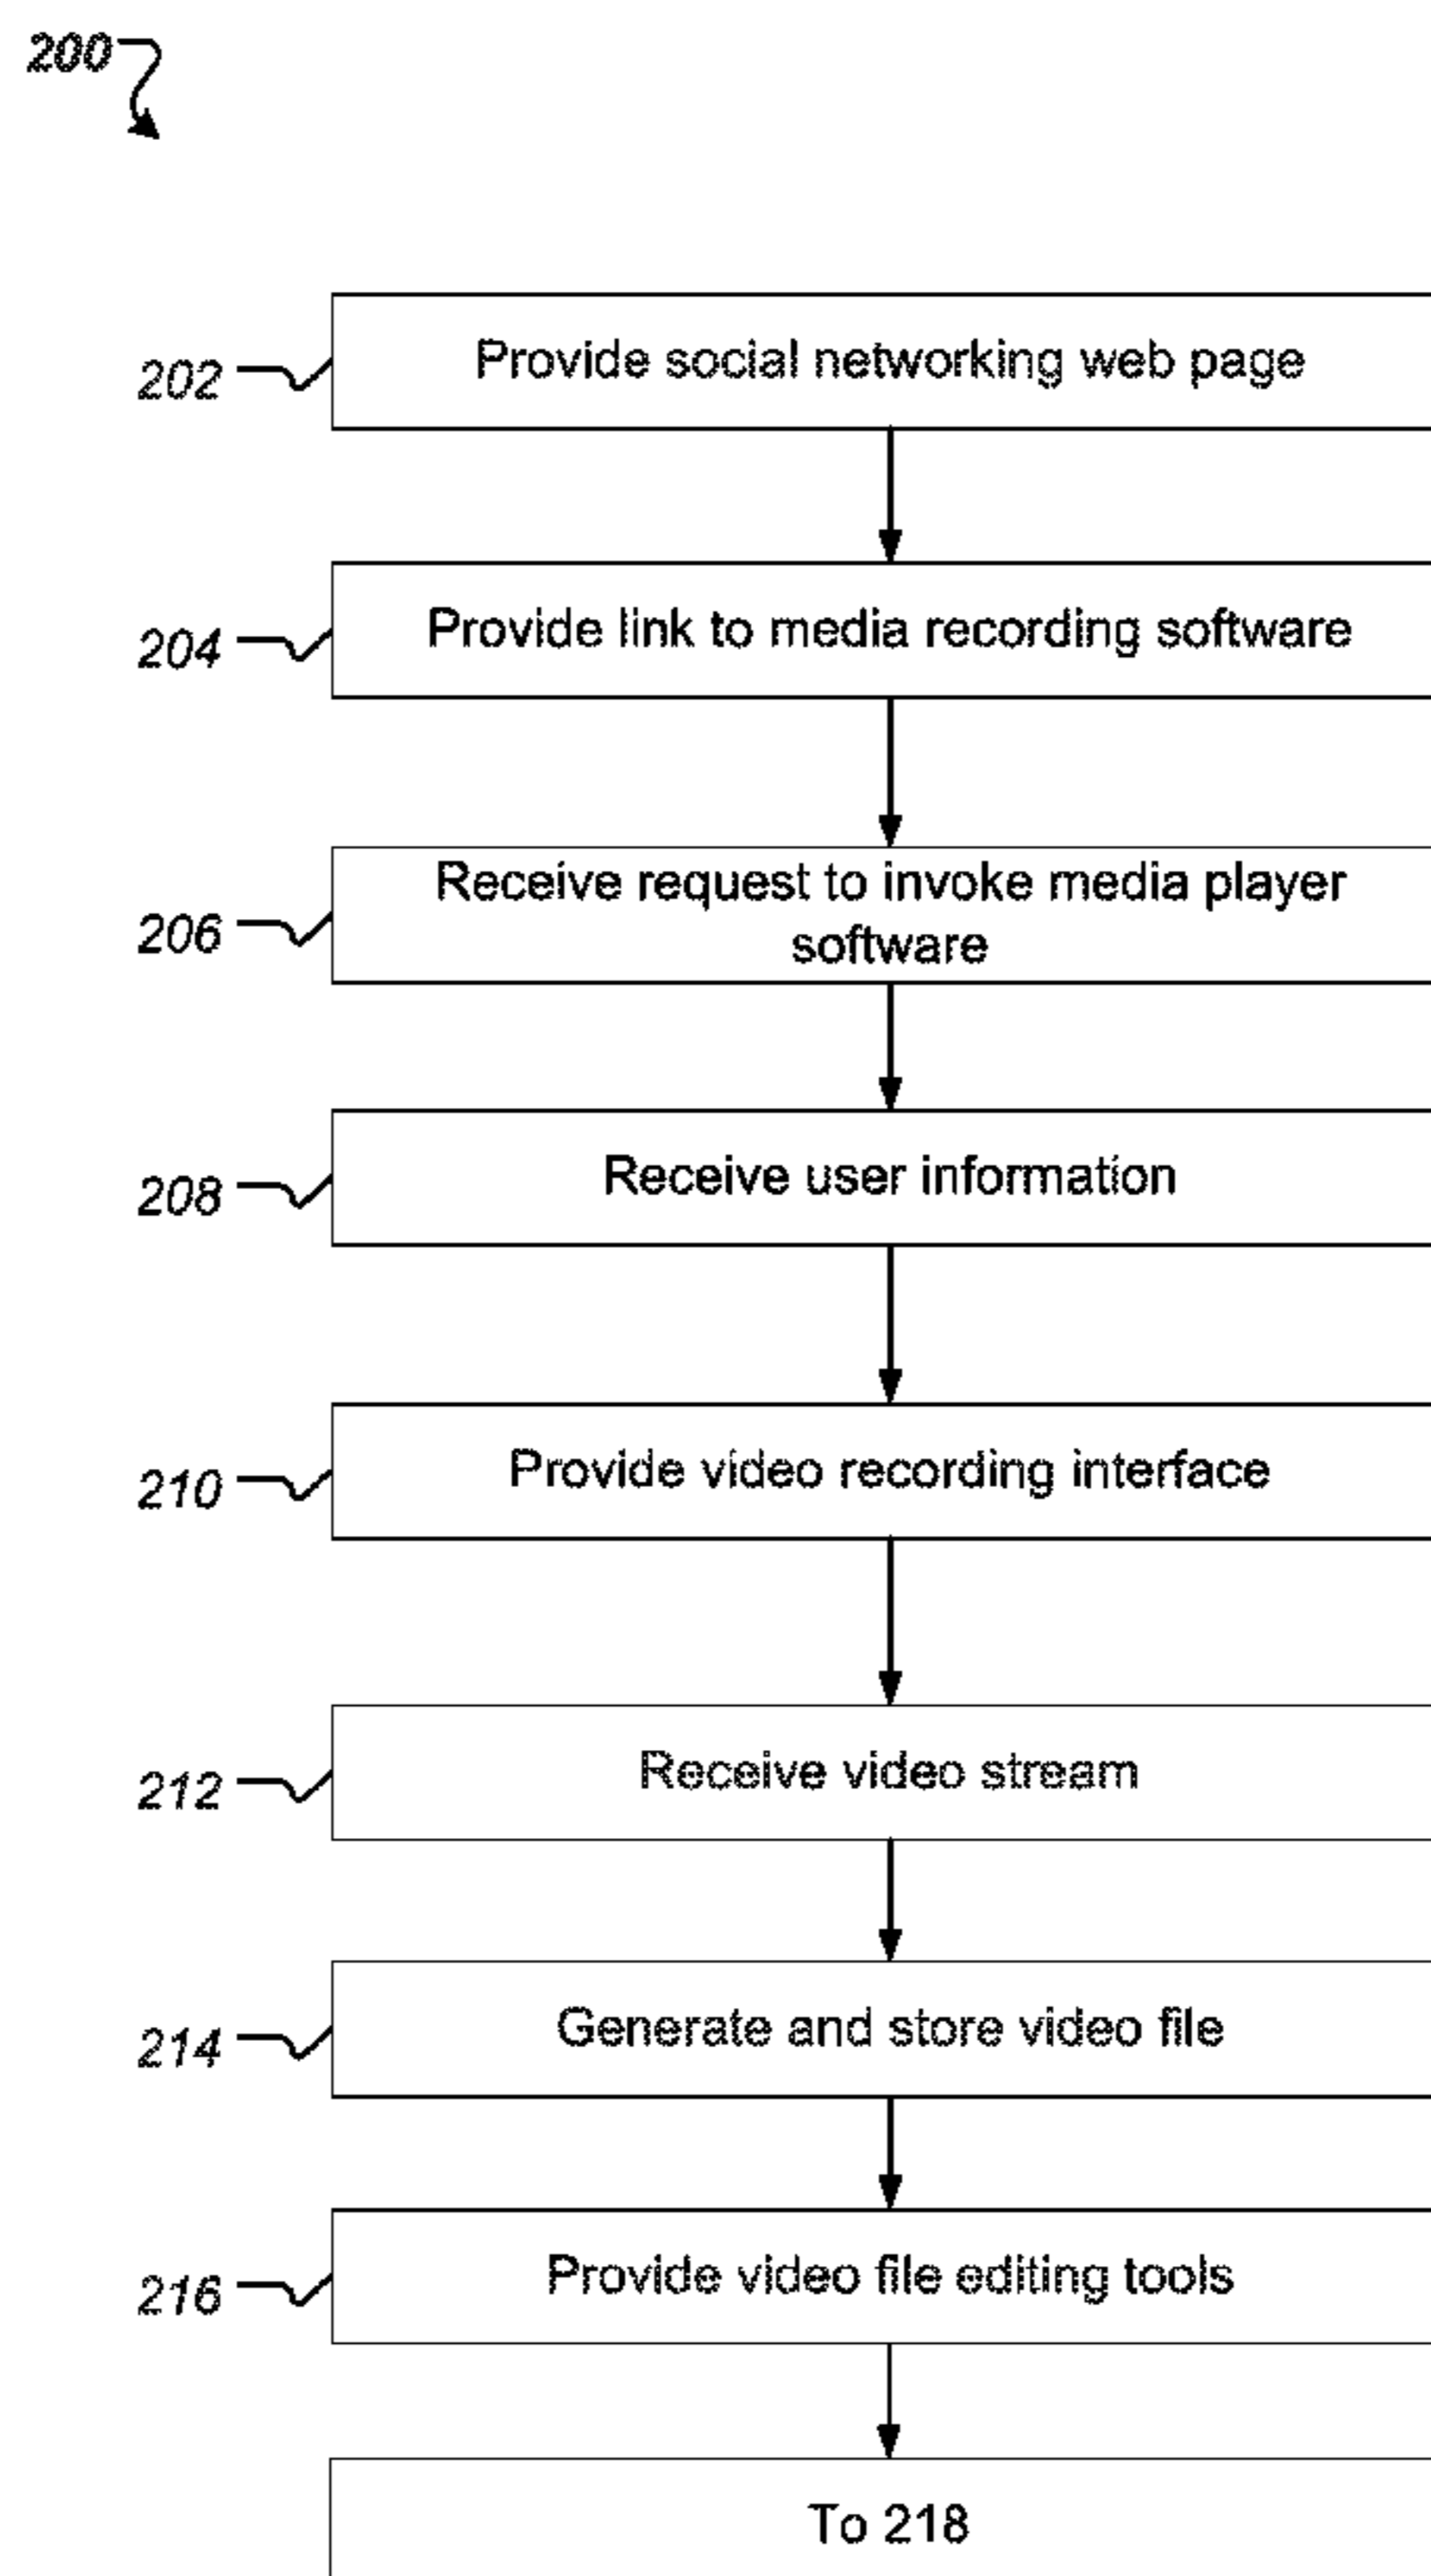 200
202 Provide social networking web page
204 Provide link to media recording software
206 Receive request to invoke media player
software
208 Receive user information
210 Provide video recording interface
212 Receive video stream
214 Generate and store video file
216 Provide video file editing tools
To 218